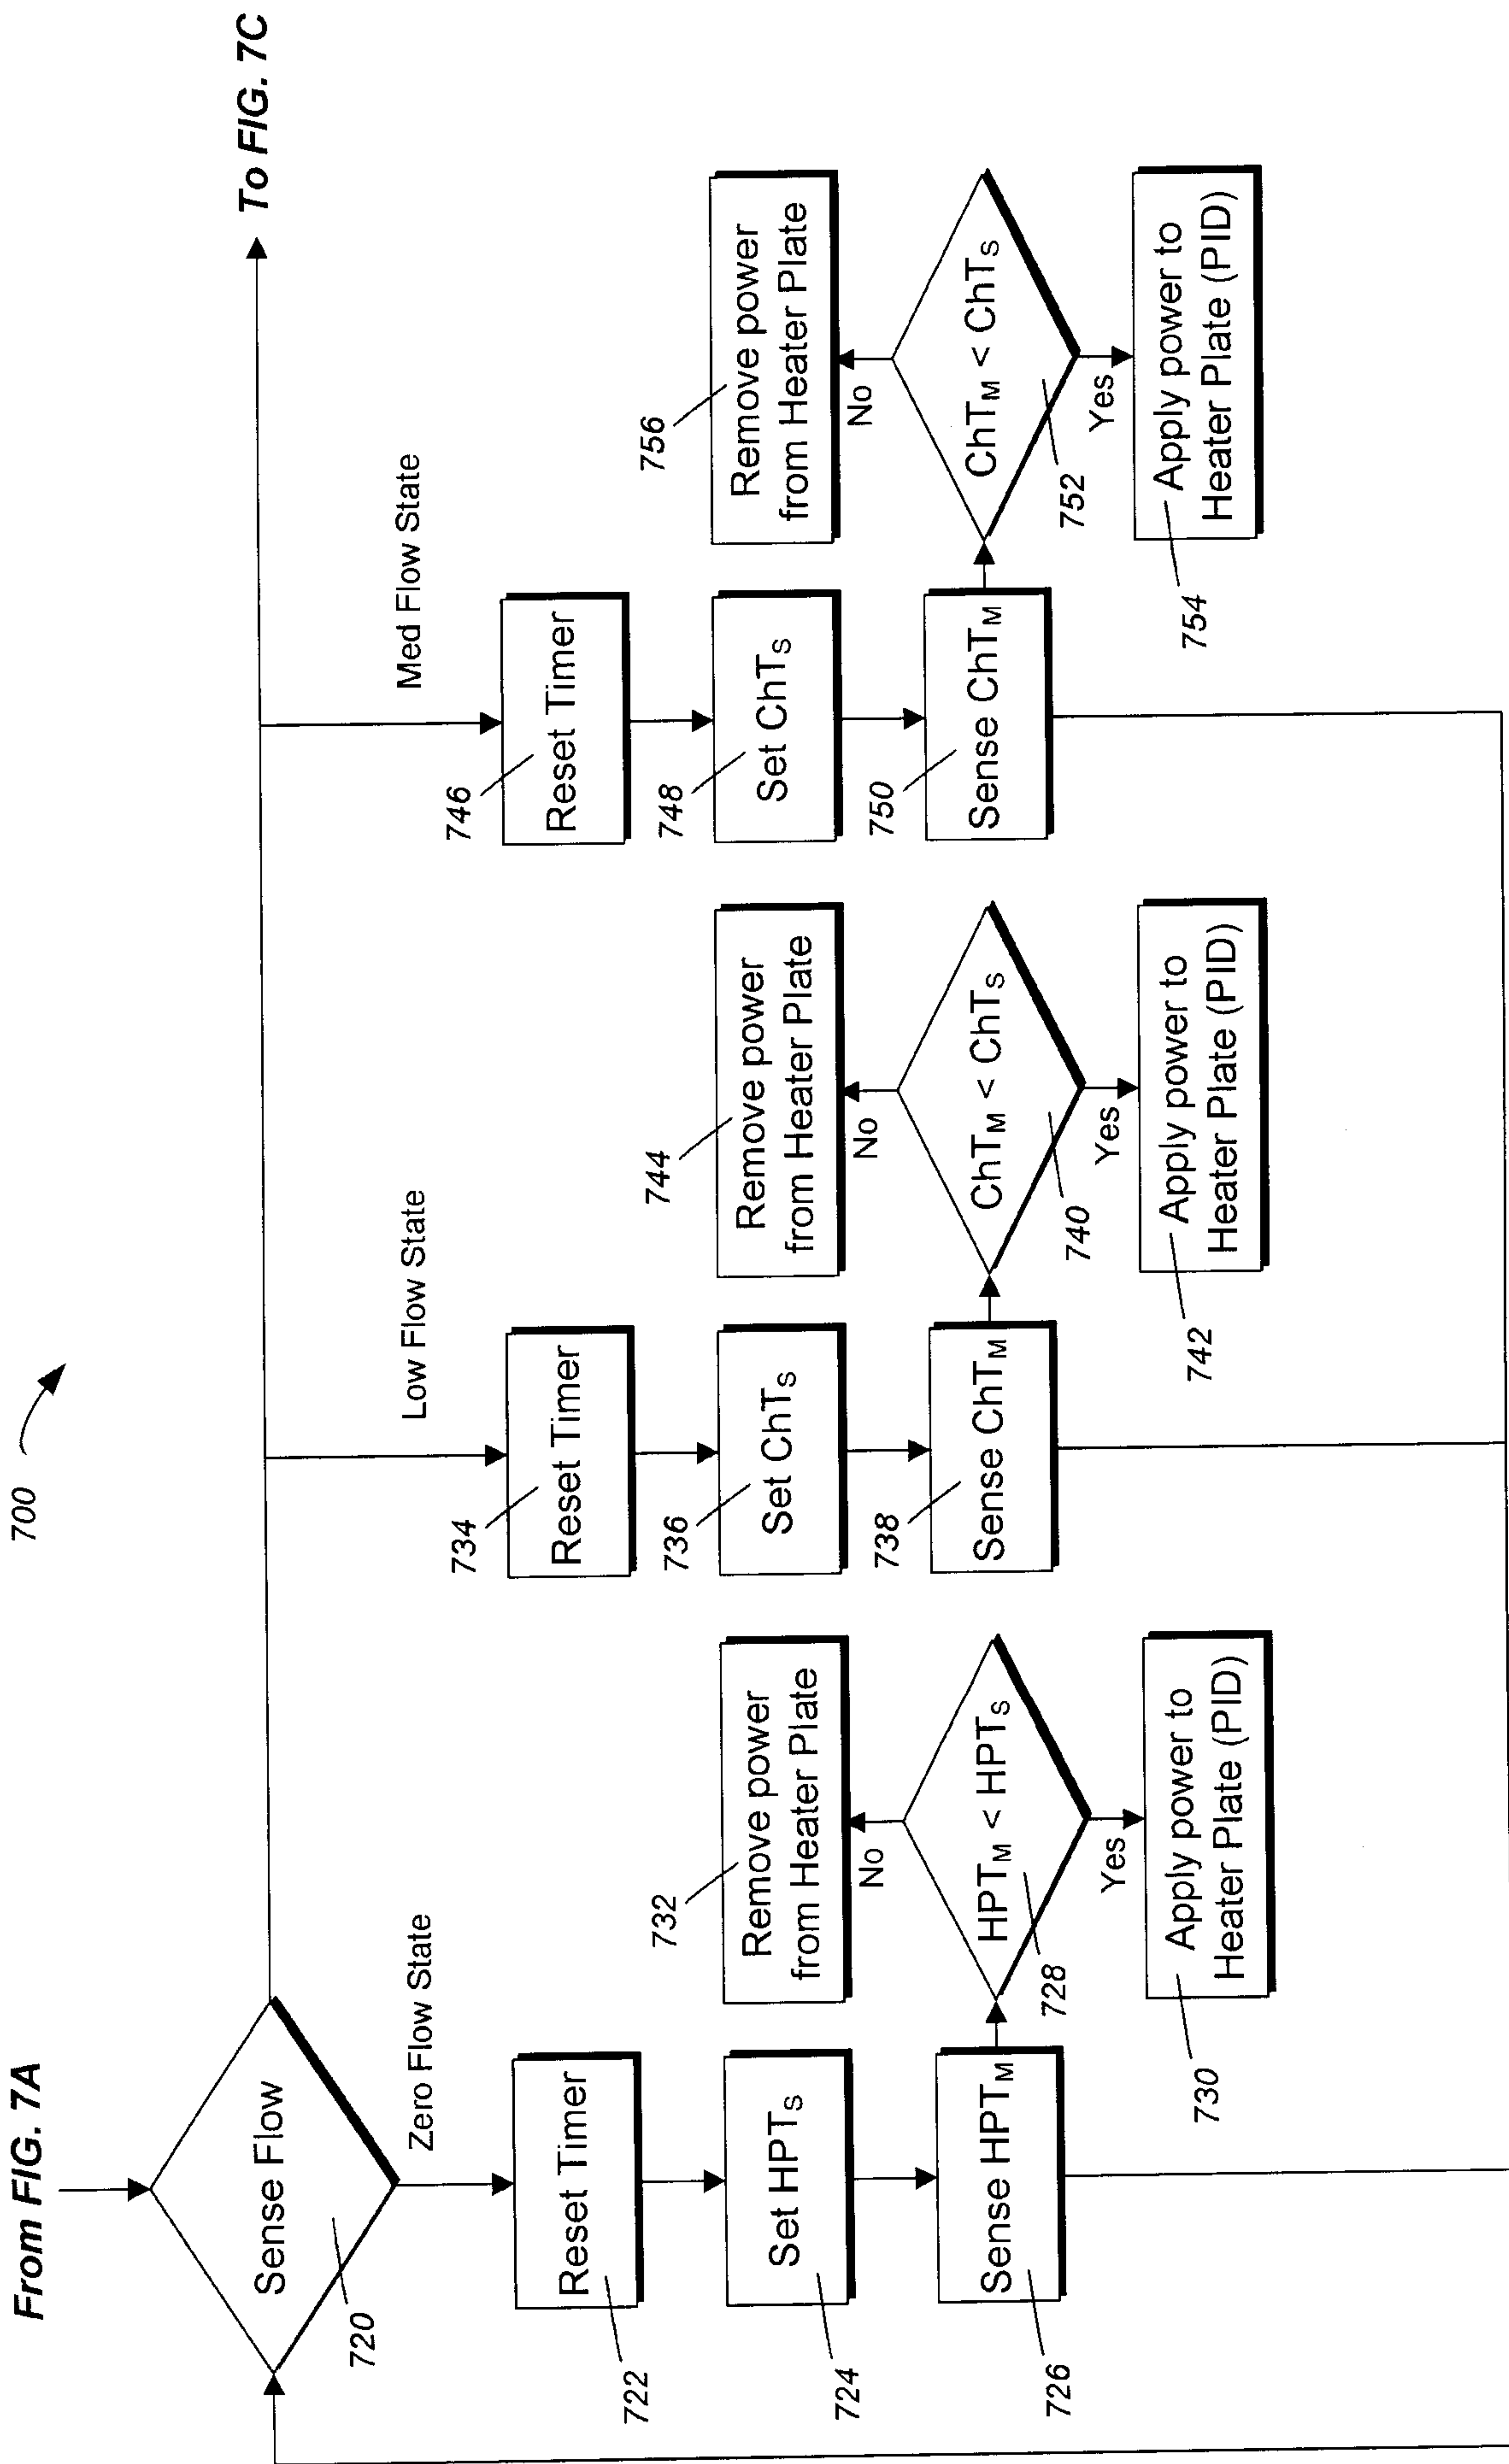 700
From FIG. 7A
Sense Flow
720
To FIG. 7C
Zero Flow State
Reset Timer
722
Set HPTS
724
Sense HPTM
726
HPTM < HPTS
728
No
Remove power
from Heater Plate
732
Yes
Apply power to
Heater Plate (PID)
730
Low Flow State
Reset Timer
734
Set ChTS
736
Sense ChTM
738
ChTM < ChTS
740
No
Remove power
from Heater Plate
744
Yes
Apply power to
Heater Plate (PID)
742
Med Flow State
Reset Timer
746
Set ChTS
748
Sense ChTM
750
ChTM < ChTS
752
No
Remove power
from Heater Plate
756
Yes
Apply power to
Heater Plate (PID)
754